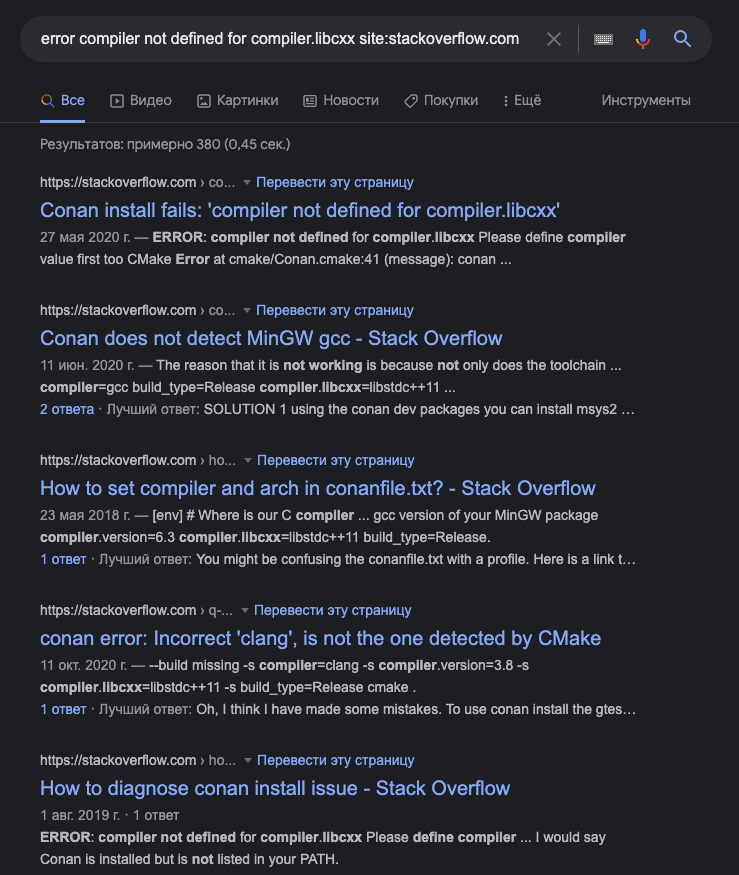 error compiler not defined for compiler.libcxx site:stackoverflow.com
Все Видео Картинки Новости Покупки Ещё Инструменты
Результатов: примерно 380 (0,45 сек.)
https://stackoverflow.com › co... Перевести эту страницу
Conan install fails: 'compiler not defined for compiler.libcxx'
27 мая 2020 г. — ERROR: compiler not defined for compiler.libcxx Please define compiler
value first too CMake Error at cmake/Conan.cmake:41 (message): conan ...
https://stackoverflow.com › co... Перевести эту страницу
Conan does not detect MinGW gcc - Stack Overflow
11 июн. 2020 г. — The reason that it is not working is because not only does the toolchain ...
compiler=gcc build_type=Release compiler.libcxx=libstdc++11 ...
2 ответа · Лучший ответ: SOLUTION 1 using the conan dev packages you can install msys2 …
https://stackoverflow.com › ho... Перевести эту страницу
How to set compiler and arch in conanfile.txt? - Stack Overflow
23 мая 2018 г. — [env] # Where is our C compiler ... gcc version of your MinGW package
compiler.version=6.3 compiler.libcxx=libstdc++11 build_type=Release.
1 ответ · Лучший ответ: You might be confusing the conanfile.txt with a profile. Here is a link t…
https://stackoverflow.com › q-... Перевести эту страницу
conan error: Incorrect 'clang', is not the one detected by CMake
11 окт. 2020 г. — --build missing -s compiler=clang -s compiler.version=3.8 -s
compiler.libcxx=libstdc++11 -s build_type=Release cmake .
1 ответ · Лучший ответ: Oh, I think I have made some mistakes. To use conan install the gtes…
https://stackoverflow.com › ho... Перевести эту страницу
How to diagnose conan install issue - Stack Overflow
1 авг. 2019 г. · 1 ответ
ERROR: compiler not defined for compiler.libcxx Please define compiler ... I would say
Conan is installed but is not listed in your PATH.